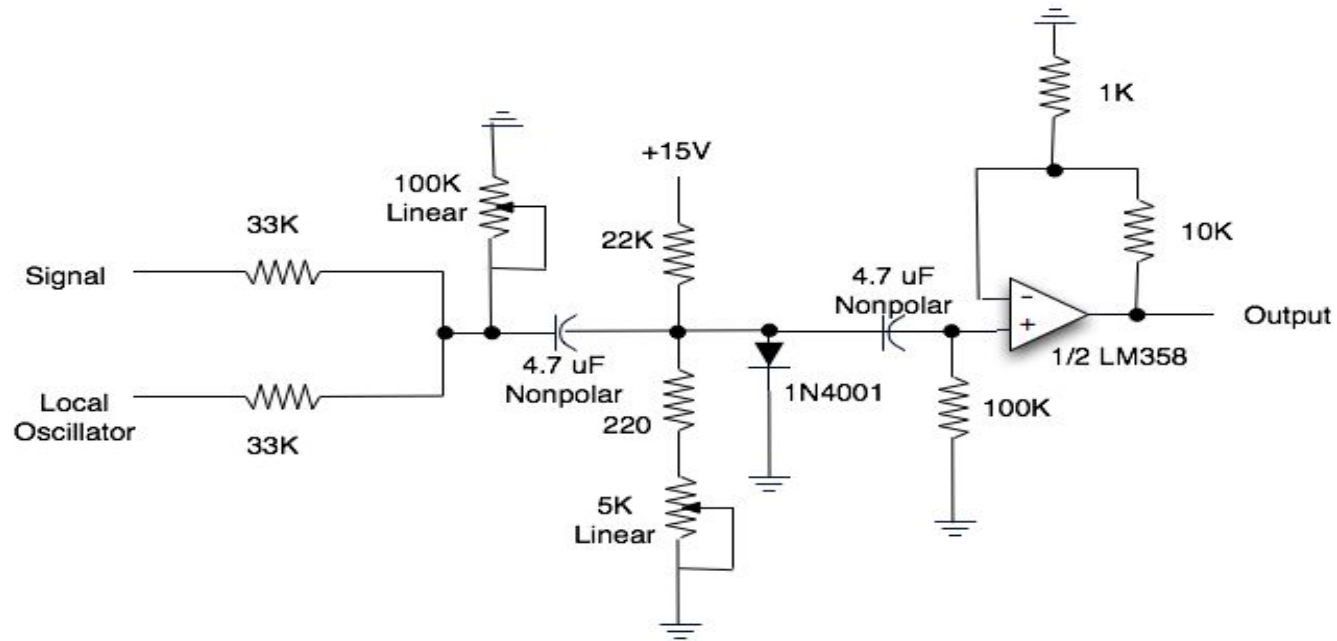 1K
+15V
100K
Linear
33K
22K
10K
Signal
4.7 uF
Nonpolar
−
+
Output
4.7 uF
Nonpolar
1/2 LM358
1N4001
Local
Oscillator
220
100K
33K
5K
Linear